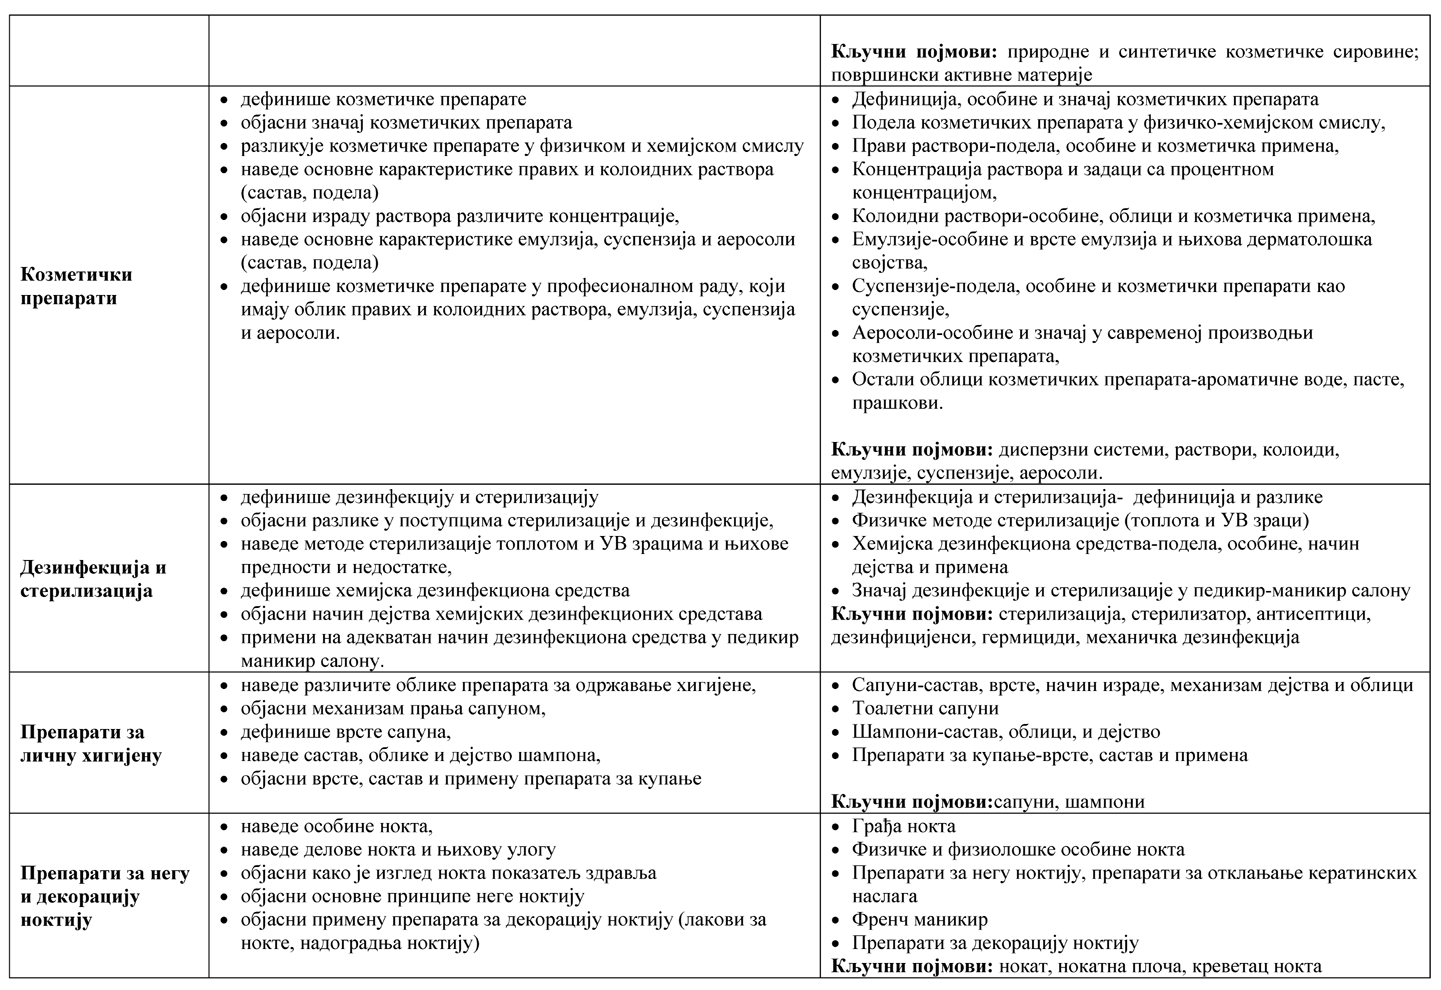 Кључни појмови: природне и синтетичке козметичке сировине;
површински активне материје
Козметички
препарати
• дефинише козметичке препарате
• објасни значај козметичких препарата
• разликује козметичке препарате у физичком и хемијском смислу
• наведе основне карактеристике правих и колоидних раствора
(састав, подела)
• објасни израду раствора различите концентрације,
• наведе основне карактеристике емулзија, суспензија и аеросоли
(састав, подела)
• дефинише козметичке препарате у професионалном раду, који
имају облик правих и колоидних раствора, емулзија, суспензија
и аеросоли.
• Дефиниција, особине и значај козметичких препарата
• Подела козметичких препарата у физичко-хемијском смислу,
• Прави раствори-подела, особине и козметичка примена,
• Концентрација раствора и задаци са процентном
концентрацијом,
• Колоидни раствори-особине, облици и козметичка примена,
• Емулзије-особине и врсте емулзија и њихова дерматолошка
својства,
• Суспензије-подела, особине и козметички препарати као
суспензије,
• Аеросоли-особине и значај у савременој производњи
козметичких препарата,
• Остали облици козметичких препарата-ароматичне воде, пасте,
прашкови.
Кључни појмови: дисперзни системи, раствори, колоиди,
емулзије, суспензије, аеросоли.
Дезинфекција и
стерилизација
• дефинише дезинфекцију и стерилизацију
• објасни разлике у поступцима стерилизације и дезинфекције,
• наведе методе стерилизације топлотом и УВ зрацима и њихове
предности и недостатке,
• дефинише хемијска дезинфекциона средства
• објасни начин дејства хемијских дезинфекционих средстава
• примени на адекватан начин дезинфекциона средства у педикир
маникир салону.
• Дезинфекција и стерилизација- дефиниција и разлике
• Физичке методе стерилизације (топлота и УВ зраци)
• Хемијска дезинфекциона средства-подела, особине, начин
дејства и примена
• Значај дезинфекције и стерилизације у педикир-маникир салону
Кључни појмови: стерилизација, стерилизатор, антисептици,
дезинфицијенси, гермициди, механичка дезинфекција
Препарати за
личну хигијену
• наведе различите облике препарата за одржавање хигијене,
• објасни механизам прања сапуном,
• дефинише врсте сапуна,
• наведе састав, облике и дејство шампона,
• објасни врсте, састав и примену препарата за купање
• Сапуни-састав, врсте, начин израде, механизам дејства и облици
• Тоалетни сапуни
• Шампони-састав, облици, и дејство
• Препарати за купање-врсте, састав и примена
Кључни појмови:сапуни, шампони
Препарати за негу
и декорацију
ноктију
• наведе особине нокта,
• наведе делове нокта и њихову улогу
• објасни како је изглед нокта показатељ здравља
• објасни основне принципе неге ноктију
• објасни примену препарата за декорацију ноктију (лакови за
нокте, надоградња ноктију)
• Грађа нокта
• Физичке и физиолошке особине нокта
• Препарати за негу ноктију, препарати за отклањање кератинских
наслага
• Френч маникир
• Препарати за декорацију ноктију
Кључни појмови: нокат, нокатна плоча, креветац нокта